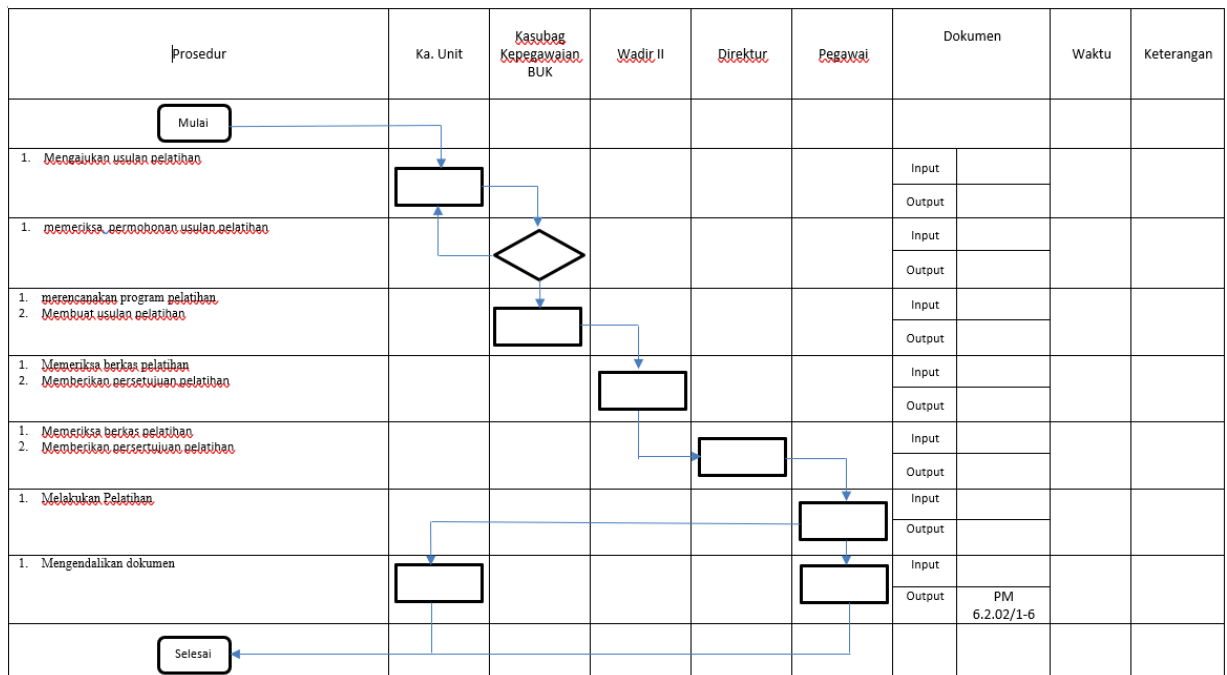 Prosedur
Ka. Unit
Kasubag
Kepegawaian
BUK
Wadir II
Direktur
Pegawai
Dokumen
Waktu
Keterangan
Mulai
1. Mengajukan usulan pelatihan
Input
Output
1. memeriksa permohonan usulan pelatihan
Input
Output
1. merencanakan program pelatihan
2. Membuat usulan pelatihan
Input
Output
1. Memeriksa berkas pelatihan
2. Memberikan persetujuan pelatihan
Input
Output
1. Memeriksa berkas pelatihan
2. Memberikan persertujuan pelatihan
Input
Output
1. Melakukan Pelatihan
Input
Output
1. Mengendalikan dokumen
Input
Output
PM
6.2.02/1-6
Selesai